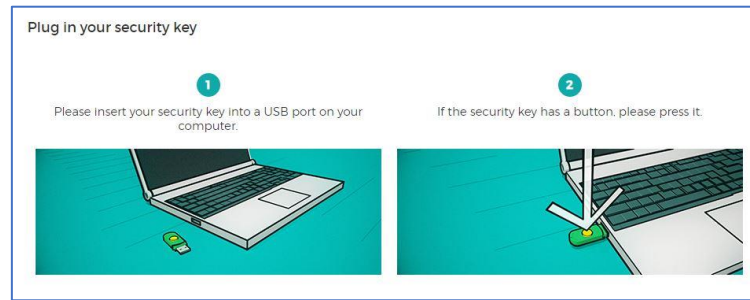 Plug in your security key
1
Please insert your security key into a USB port on your
computer.
2
If the security key has a button, please press it.